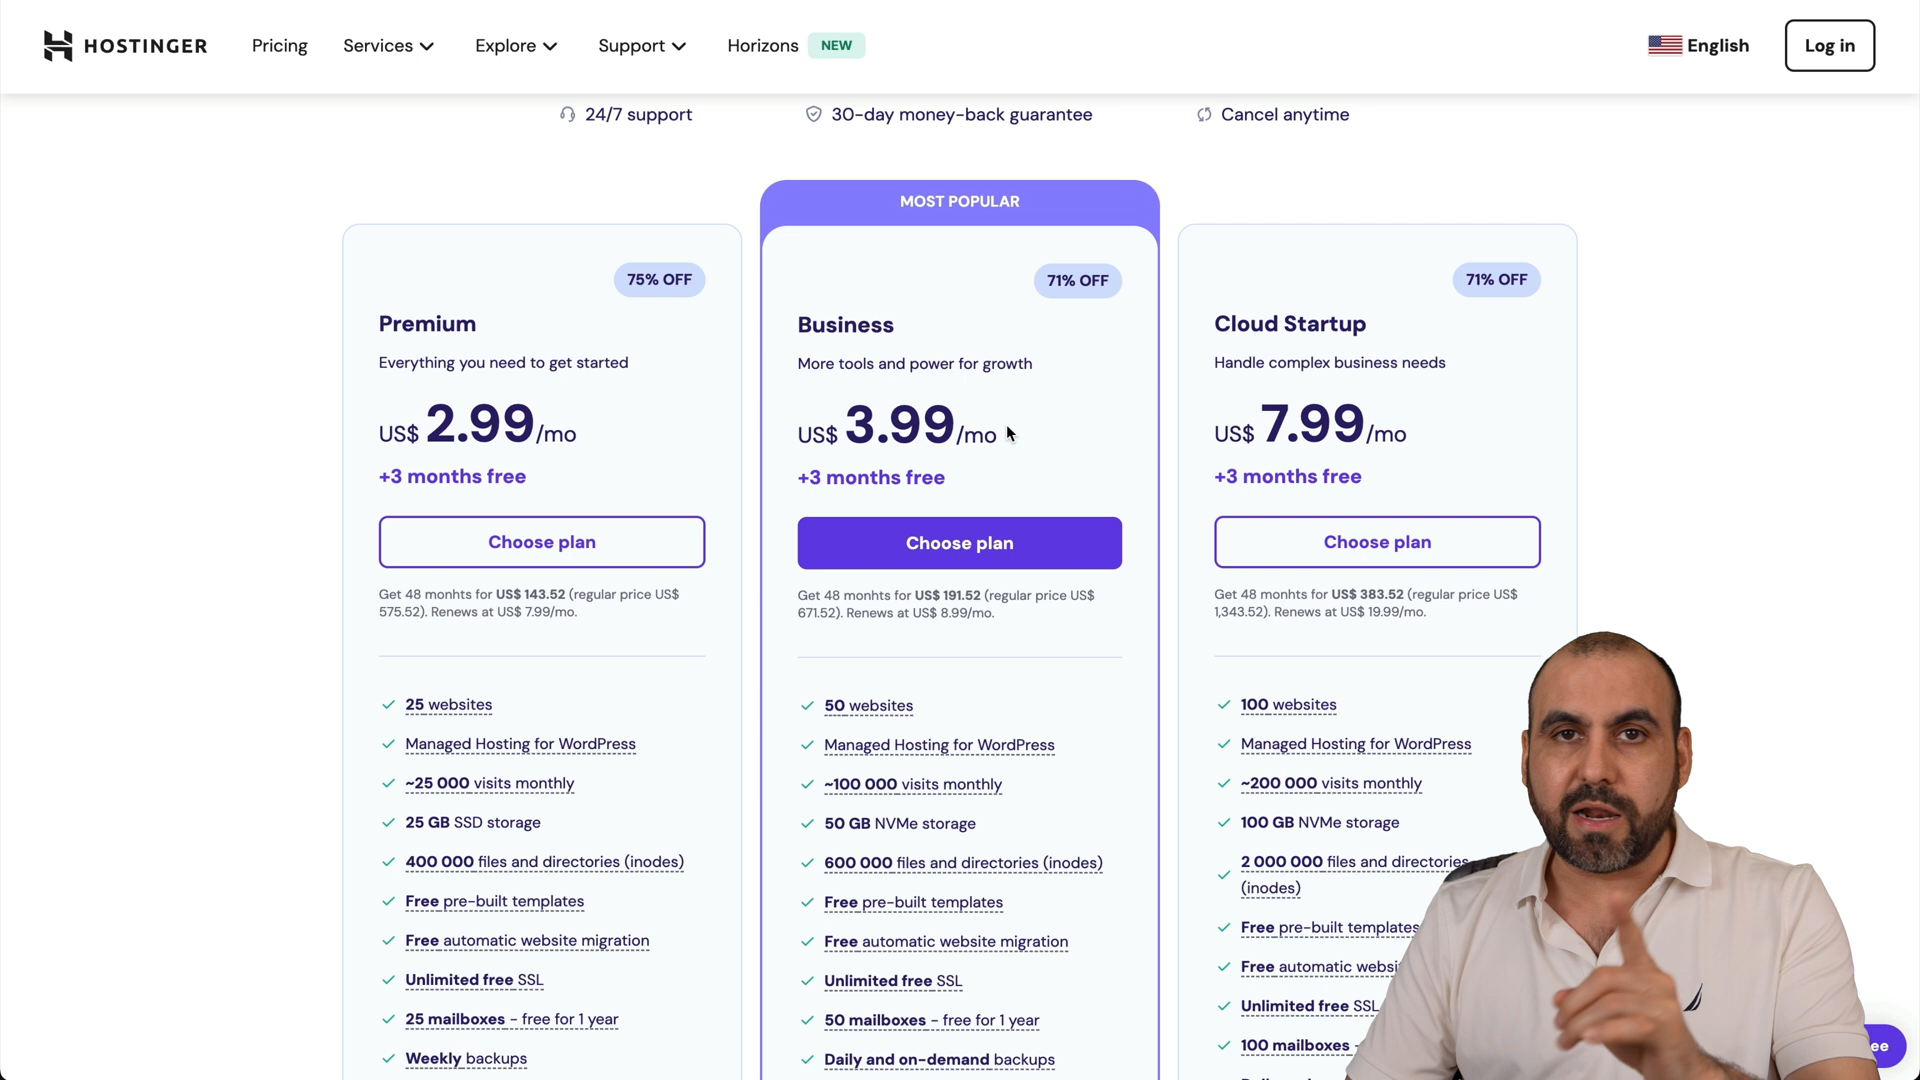 HOSTINGER
Pricing
Services
Explore
Support
Horizons NEW
English
Log in
24/7 support
30-day money-back guarantee
Cancel anytime
75% OFF
Premium
Everything you need to get started
US$ 2.99/mo
+3 months free
Choose plan
Get 48 monhts for US$ 143.52 (regular price US$
575.52). Renews at US$ 7.99/mo.
25 websites
Managed Hosting for WordPress
~25 000 visits monthly
25 GB SSD storage
400 000 files and directories (inodes)
Free pre-built templates
Free automatic website migration
Unlimited free SSL
25 mailboxes - free for 1 year
Weekly backups
MOST POPULAR
71% OFF
Business
More tools and power for growth
US$ 3.99/mo
+3 months free
Choose plan
Get 48 monhts for US$ 191.52 (regular price US$
671.52). Renews at US$ 8.99/mo.
50 websites
Managed Hosting for WordPress
~100 000 visits monthly
50 GB NVMe storage
600 000 files and directories (inodes)
Free pre-built templates
Free automatic website migration
Unlimited free SSL
50 mailboxes - free for 1 year
Daily and on-demand backups
71% OFF
Cloud Startup
Handle complex business needs
US$ 7.99/mo
+3 months free
Choose plan
Get 48 monhts for US$ 383.52 (regular price US$
1,343.52). Renews at US$ 19.99/mo.
100 websites
Managed Hosting for WordPress
~200 000 visits monthly
100 GB NVMe storage
2 000 000 files and directories
(inodes)
Free pre-built templates
Free automatic websi
Unlimited free SSL
100 mailboxes -
ee